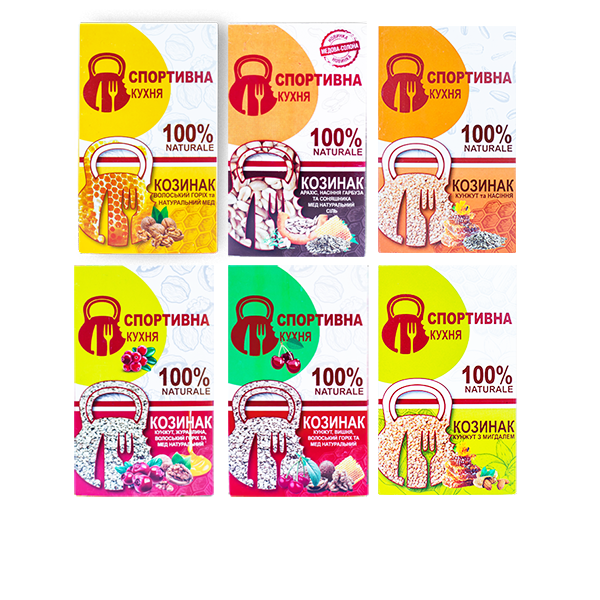 СПОРТИВНА
КУХНЯ
100%
NATURALE
КОЗИНАК
ВОЛОСЬКИЙ ГОРІХ та
НАТУРАЛЬНИЙ МЕД
НОВИНКА
МЕДОВА-СОЛОНА
НОВИНКА
СПОРТИВНА
КУХНЯ
100%
NATURALE
КОЗИНАК
АРАХІС, НАСІННЯ ГАРБУЗА
ТА СОНЯШНИКА
МЕД НАТУРАЛЬНИЙ
СІЛЬ
СПОРТИВНА
КУХНЯ
100%
NATURALE
КОЗИНАК
КУНЖУТ та НАСІННЯ
СПОРТИВНА
КУХНЯ
100%
NATURALE
КОЗИНАК
КУНЖУТ, ЖУРАВЛИНА,
ВОЛОСЬКИЙ ГОРІХ ТА
МЕД НАТУРАЛЬНИЙ
СПОРТИВНА
КУХНЯ
100%
NATURALE
КОЗИНАК
КУНЖУТ, ВИШНЯ,
ВОЛОСЬКИЙ ГОРІХ ТА
МЕД НАТУРАЛЬНИЙ
СПОРТИВНА
КУХНЯ
100%
NATURALE
КОЗИНАК
КУНЖУТ З МИГДАЛЕМ